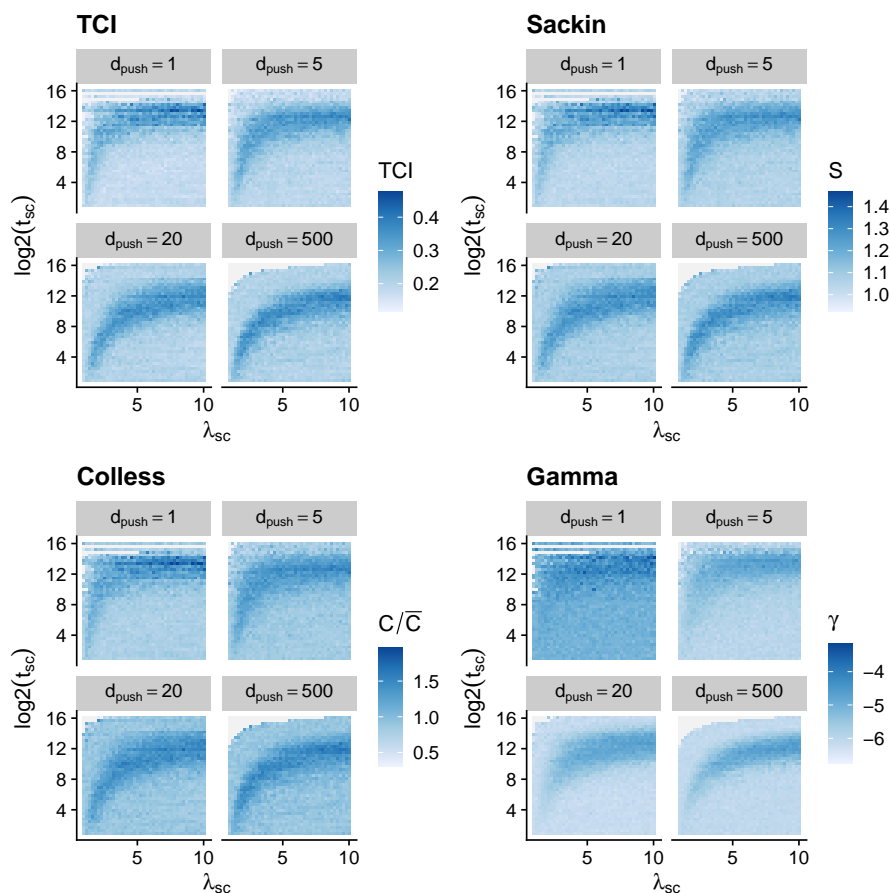 TCI
d_push = 1
d_push = 5
16
12
8
4
d_push = 20
d_push = 500
16
12
8
4
5
10
5
10
log2(t_sc)
λ_sc
TCI
0.4
0.3
0.2
Sackin
d_push = 1
d_push = 5
16
12
8
4
d_push = 20
d_push = 500
16
12
8
4
5
10
5
10
log2(t_sc)
λ_sc
S
1.4
1.3
1.2
1.1
1.0
Colless
d_push = 1
d_push = 5
16
12
8
4
d_push = 20
d_push = 500
16
12
8
4
5
10
5
10
log2(t_sc)
λ_sc
C/C̅
1.5
1.0
0.5
Gamma
d_push = 1
d_push = 5
16
12
8
4
d_push = 20
d_push = 500
16
12
8
4
5
10
5
10
log2(t_sc)
λ_sc
γ
−4
−5
−6